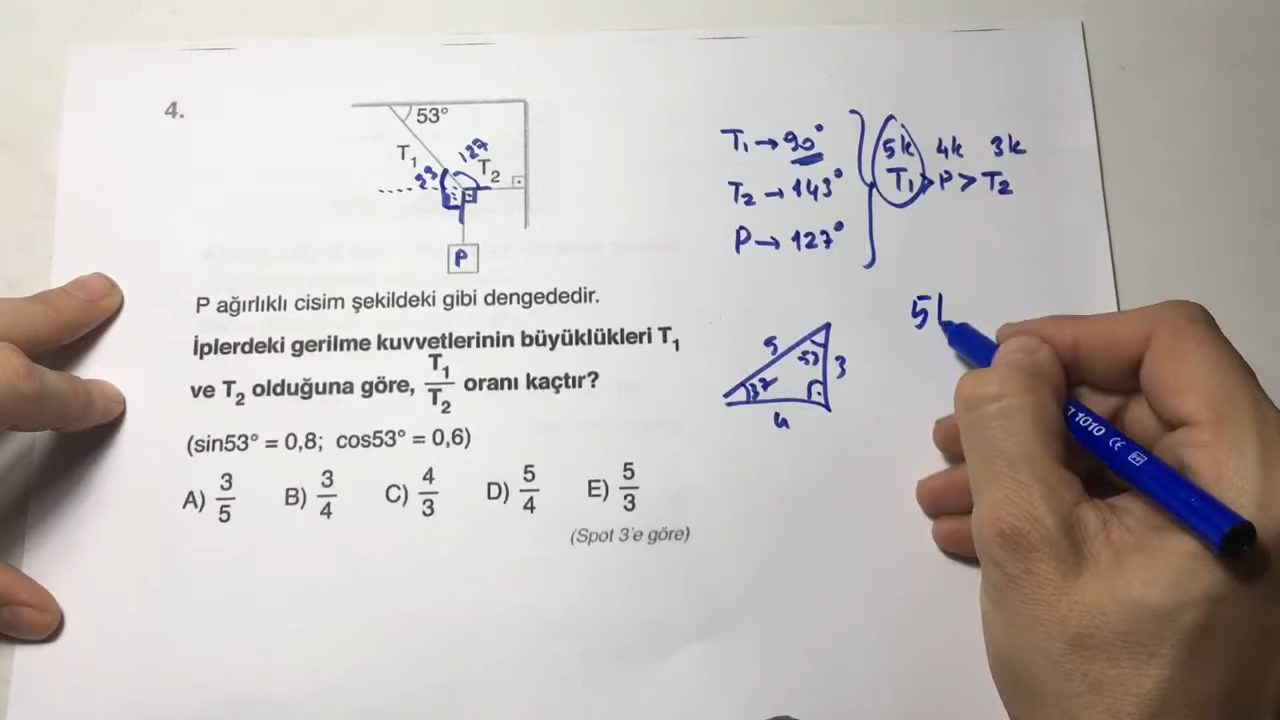 4.
53°
T₁
127
T₂
53
P
P ağırlıklı cisim şekildeki gibi dengededir.
İplerdeki gerilme kuvvetlerinin büyüklükleri T₁
ve T₂ olduğuna göre, T₁/T₂ oranı kaçtır?
(sin53° = 0,8; cos53° = 0,6)
A) 3/5 B) 3/4 C) 4/3 D) 5/4 E) 5/3
(Spot 3'e göre)
T₁ → 90°
T₂ → 143°
P → 127°
5k 4k 3k
T₁ > P > T₂
5
53
3
37
4
5
1010 CE